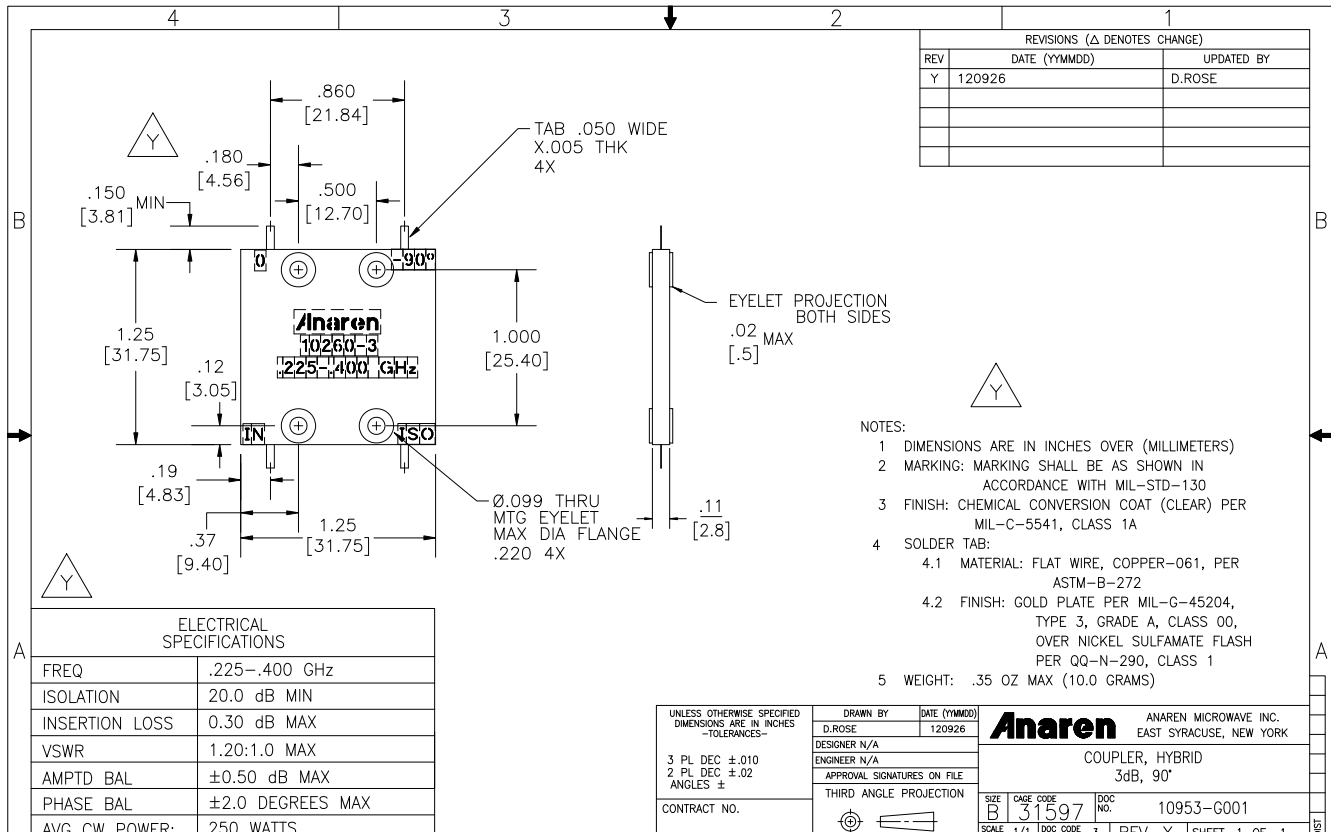 4
3
2
1
REVISIONS (△ DENOTES CHANGE)
REV DATE (YYMMDD) UPDATED BY
Y 120926 D.ROSE
B
B
A
A
Y
.860
[21.84]
.180
[4.56]
.150 MIN
[3.81]
.500
[12.70]
TAB .050 WIDE
X.005 THK
4X
0
-90°
Anaren
10260-3
.225-.400 GHz
IN
ISO
1.25
[31.75]
.12
[3.05]
1.000
[25.40]
.19
[4.83]
.37
[9.40]
1.25
[31.75]
Ø.099 THRU
MTG EYELET
MAX DIA FLANGE
.220 4X
EYELET PROJECTION
BOTH SIDES
.02 MAX
[.5]
.11
[2.8]
Y
Y
NOTES:
1 DIMENSIONS ARE IN INCHES OVER (MILLIMETERS)
2 MARKING: MARKING SHALL BE AS SHOWN IN
ACCORDANCE WITH MIL-STD-130
3 FINISH: CHEMICAL CONVERSION COAT (CLEAR) PER
MIL-C-5541, CLASS 1A
4 SOLDER TAB:
4.1 MATERIAL: FLAT WIRE, COPPER-061, PER
ASTM-B-272
4.2 FINISH: GOLD PLATE PER MIL-G-45204,
TYPE 3, GRADE A, CLASS 00,
OVER NICKEL SULFAMATE FLASH
PER QQ-N-290, CLASS 1
5 WEIGHT: .35 OZ MAX (10.0 GRAMS)
ELECTRICAL
SPECIFICATIONS
FREQ .225-.400 GHz
ISOLATION 20.0 dB MIN
INSERTION LOSS 0.30 dB MAX
VSWR 1.20:1.0 MAX
AMPTD BAL ±0.50 dB MAX
PHASE BAL ±2.0 DEGREES MAX
AVG CW POWER: 250 WATTS
UNLESS OTHERWISE SPECIFIED
DIMENSIONS ARE IN INCHES
-TOLERANCES-
3 PL DEC ±.010
2 PL DEC ±.02
ANGLES ±
CONTRACT NO.
DRAWN BY DATE (YYMMDD)
D.ROSE 120926
DESIGNER N/A
ENGINEER N/A
APPROVAL SIGNATURES ON FILE
THIRD ANGLE PROJECTION
Anaren
ANAREN MICROWAVE INC.
EAST SYRACUSE, NEW YORK
COUPLER, HYBRID
3dB, 90°
SIZE B CAGE CODE 31597 DOC NO. 10953-G001
SCALE 1/1 DOC CODE 3 REV Y SHEET 1 OF 1